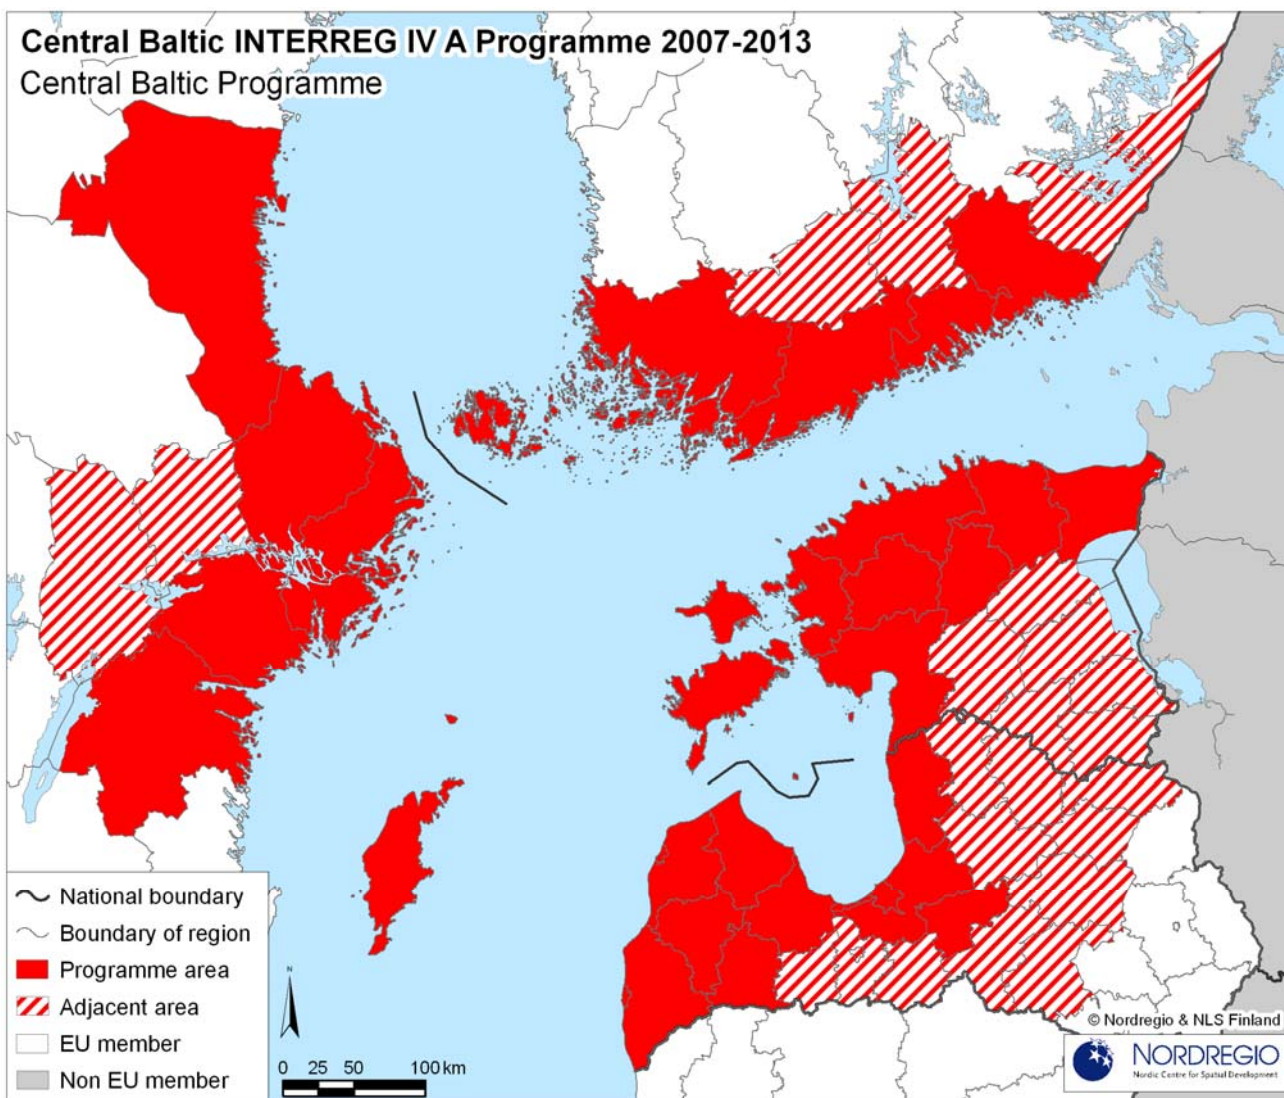 Central Baltic INTERREG IV A Programme 2007-2013
Central Baltic Programme
National boundary
Boundary of region
Programme area
Adjacent area
EU member
Non EU member
N
0 25 50 100 km
© Nordregio & NLS Finland
NORDREGIO
Nordic Centre for Spatial Development